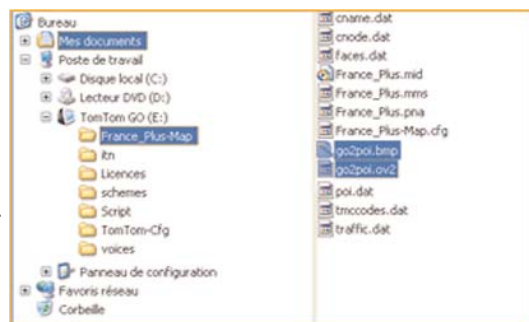 Bureau
Mes documents
Poste de travail
Disque local (C:)
Lecteur DVD (D:)
TomTom GO (E:)
France_Plus-Map
itn
Licences
schemes
Script
TomTom-Cfg
voices
Panneau de configuration
Favoris réseau
Corbeille
cname.dat
cnode.dat
faces.dat
France_Plus.mid
France_Plus.mms
France_Plus.pna
France_Plus-Map.cfg
go2poi.bmp
go2poi.ov2
poi.dat
tmccodes.dat
traffic.dat